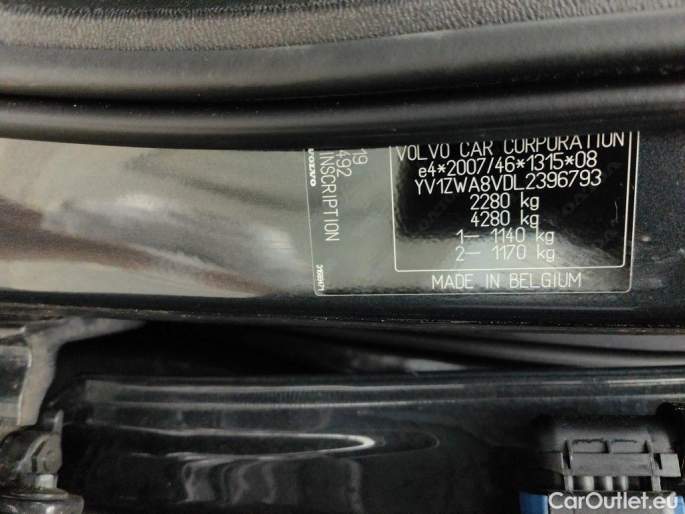 VOLVO CAR CORPORATION
e4*2007/46*1315*08
YV1ZWA8VDL2396793
2280 kg
4280 kg
1— 1140 kg
2— 1170 kg
MADE IN BELGIUM
19
492
INSCRIPTION
VOLVO
CarOutlet.eu